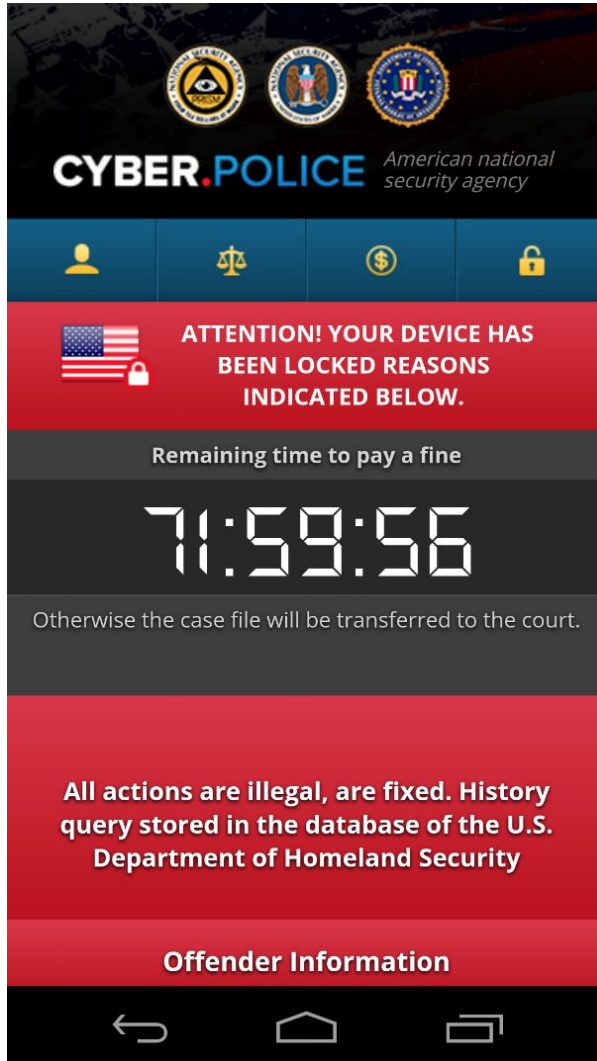 CYBER.POLICE
American national
security agency
ATTENTION! YOUR DEVICE HAS
BEEN LOCKED REASONS
INDICATED BELOW.
Remaining time to pay a fine
71:59:56
Otherwise the case file will be transferred to the court.
All actions are illegal, are fixed. History
query stored in the database of the U.S.
Department of Homeland Security
Offender Information